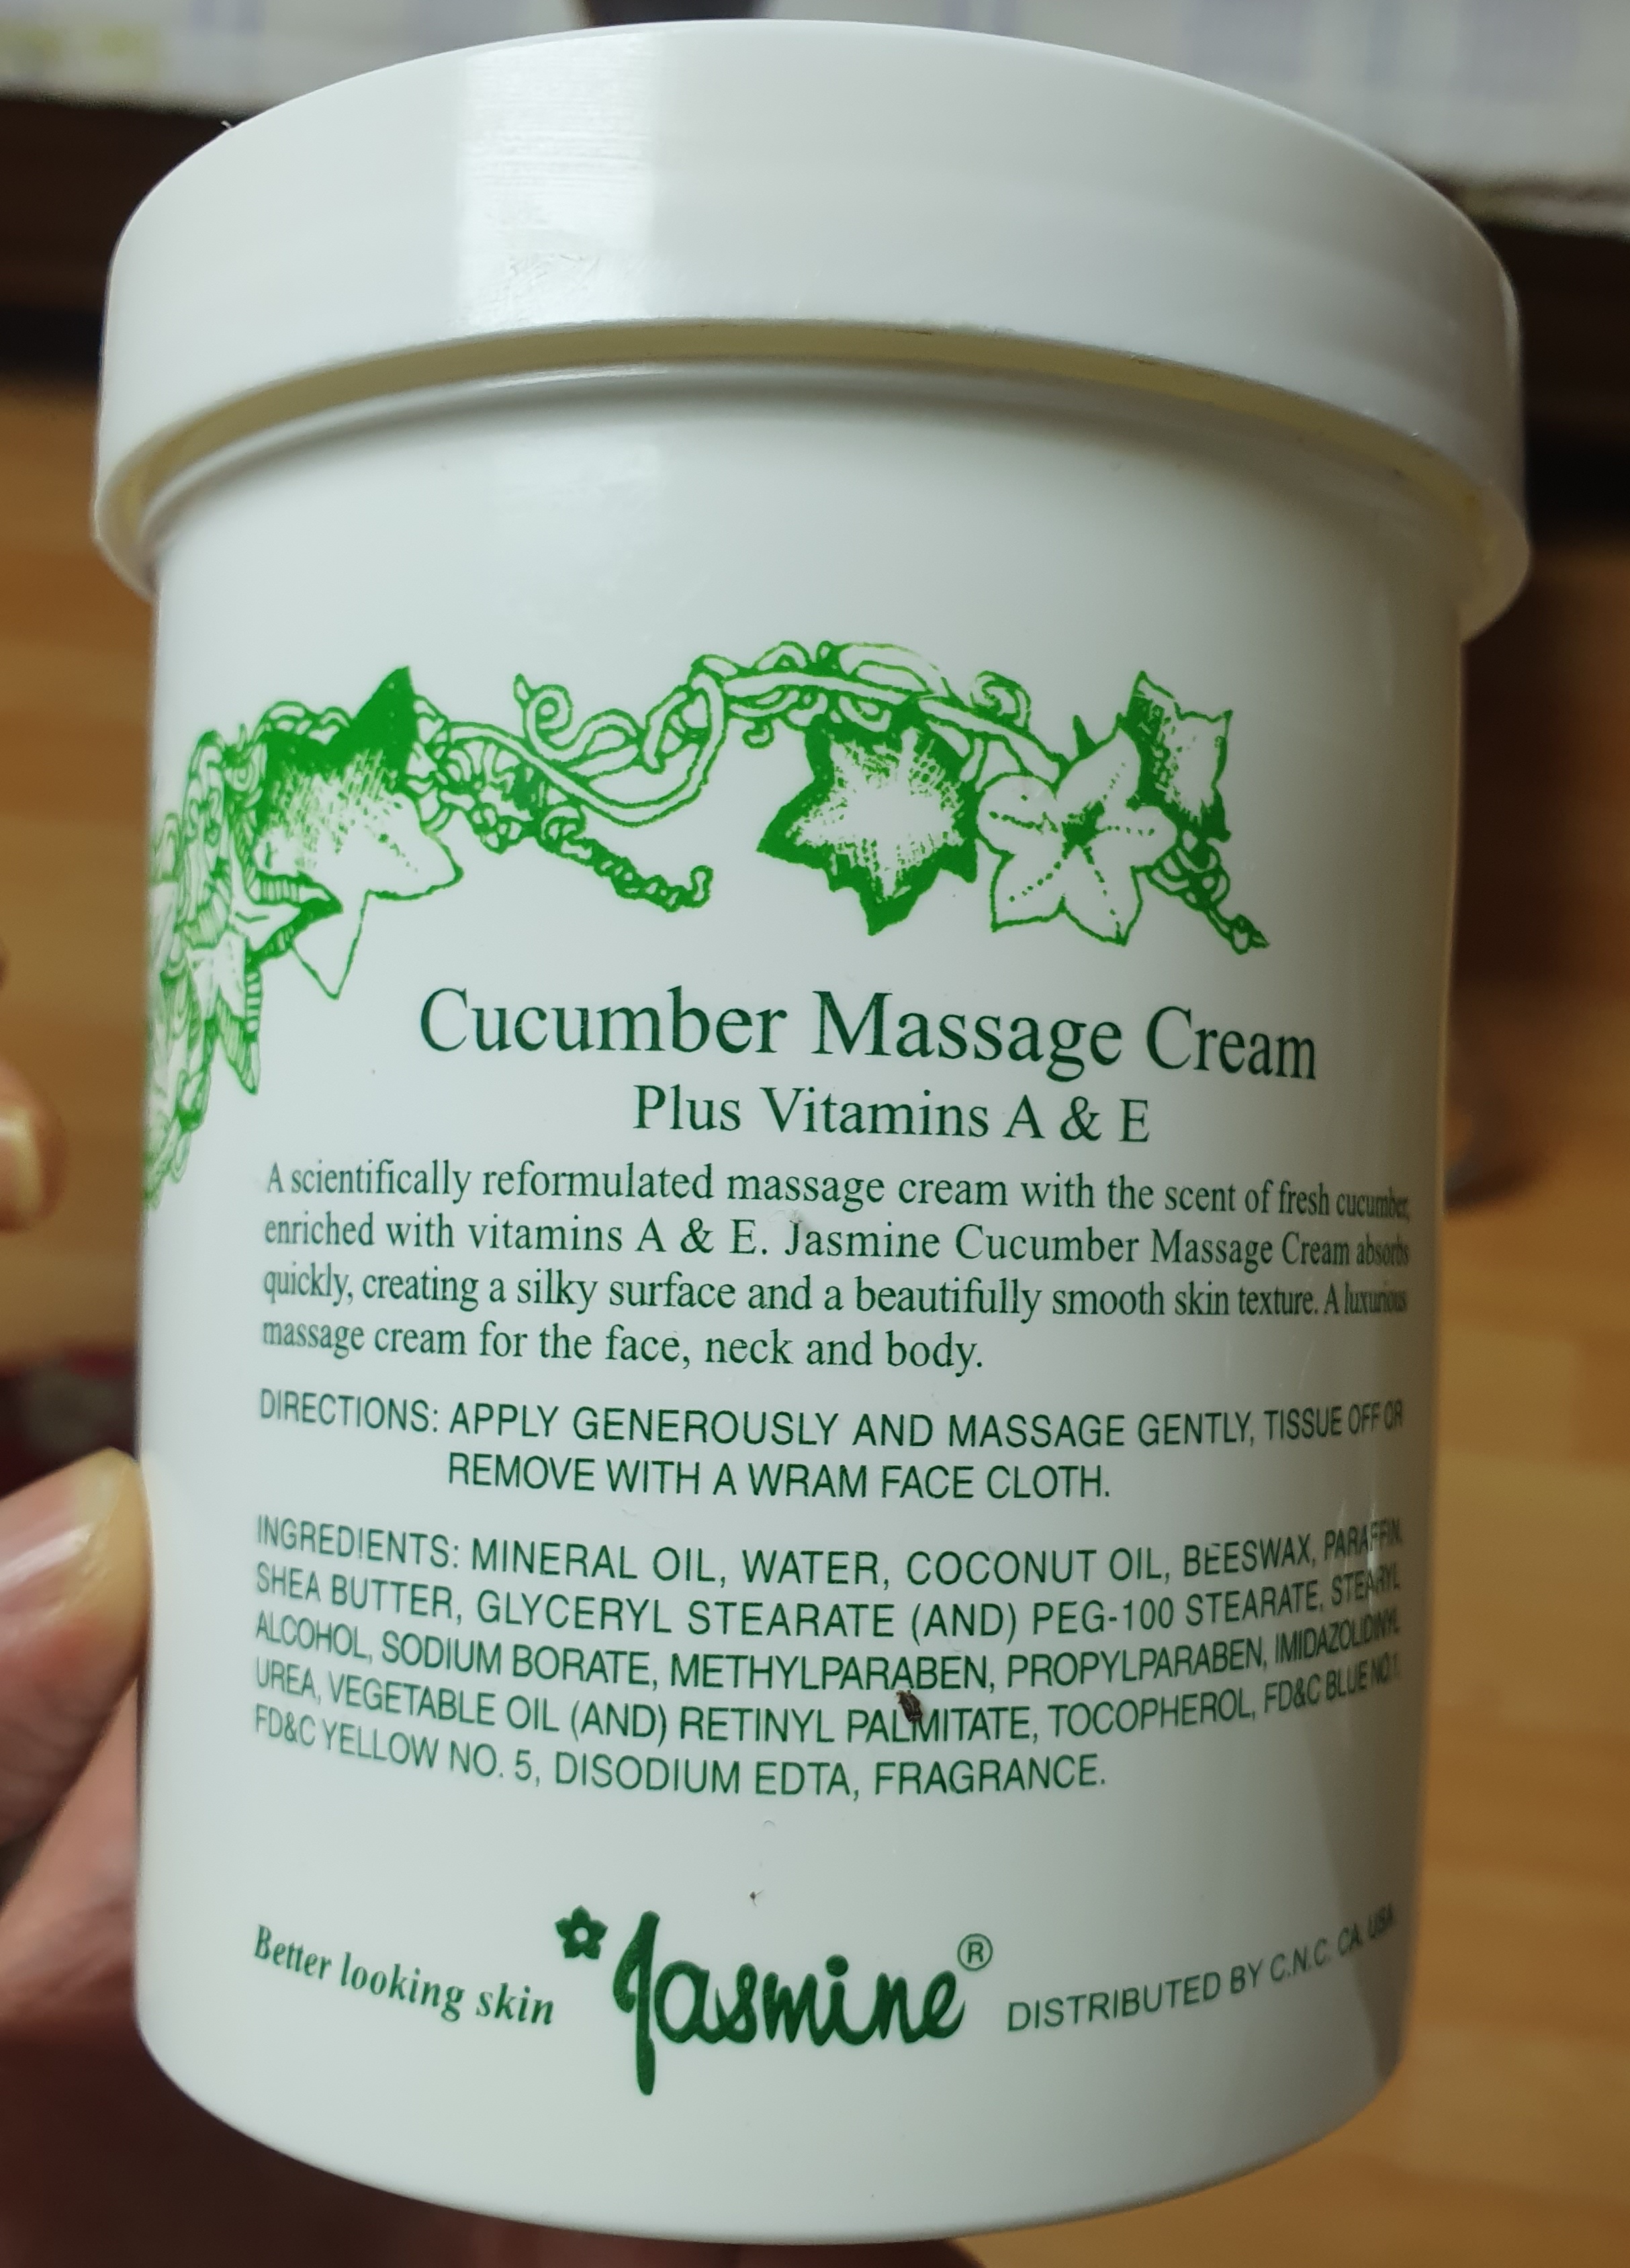 Cucumber Massage Cream
Plus Vitamins A & E
A scientifically reformulated massage cream with the scent of fresh cucumber,
enriched with vitamins A & E. Jasmine Cucumber Massage Cream absorbs
quickly, creating a silky surface and a beautifully smooth skin texture. A luxurious
massage cream for the face, neck and body.
DIRECTIONS: APPLY GENEROUSLY AND MASSAGE GENTLY, TISSUE OFF OR
REMOVE WITH A WRAM FACE CLOTH.
INGREDIENTS: MINERAL OIL, WATER, COCONUT OIL, BEESWAX, PARAFFIN,
SHEA BUTTER, GLYCERYL STEARATE (AND) PEG-100 STEARATE, STEARYL
ALCOHOL, SODIUM BORATE, METHYLPARABEN, PROPYLPARABEN, IMIDAZOLIDINYL
UREA, VEGETABLE OIL (AND) RETINYL PALMITATE, TOCOPHEROL, FD&C BLUE NO.1,
FD&C YELLOW NO. 5, DISODIUM EDTA, FRAGRANCE.
Better looking skin Jasmine® DISTRIBUTED BY C.N.C. CA. USA